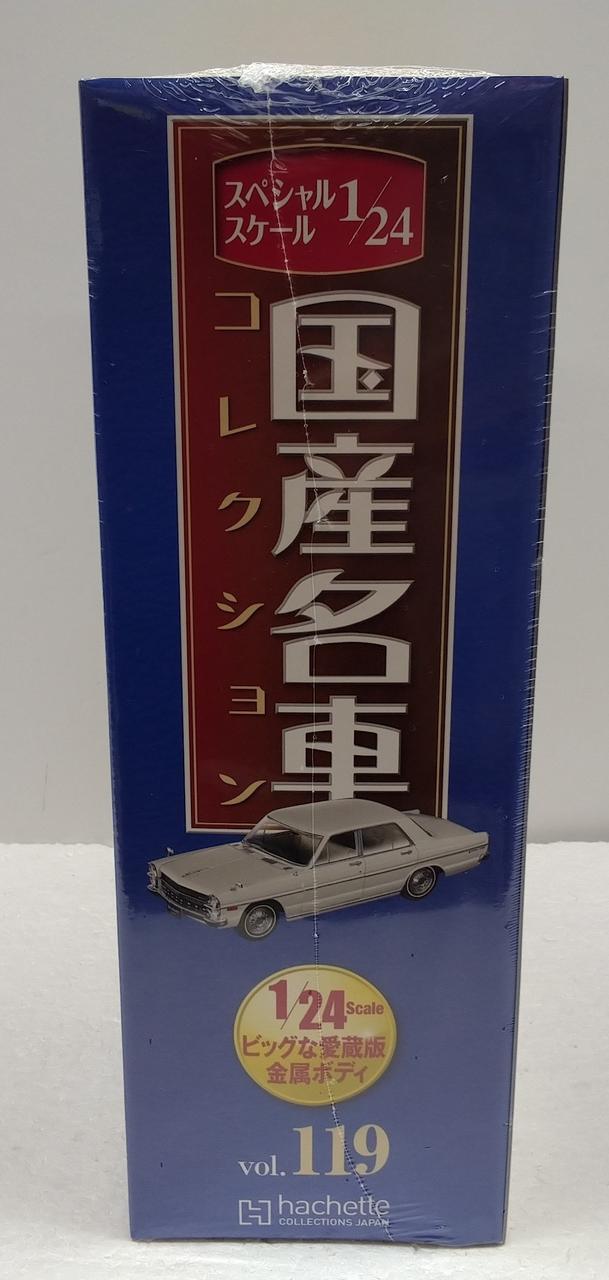 スペシャル
スケール
1/24
国産名車
コレクション
1/24 Scale
ビッグな愛蔵版
金属ボディ
vol.119
hachette
COLLECTIONS JAPAN